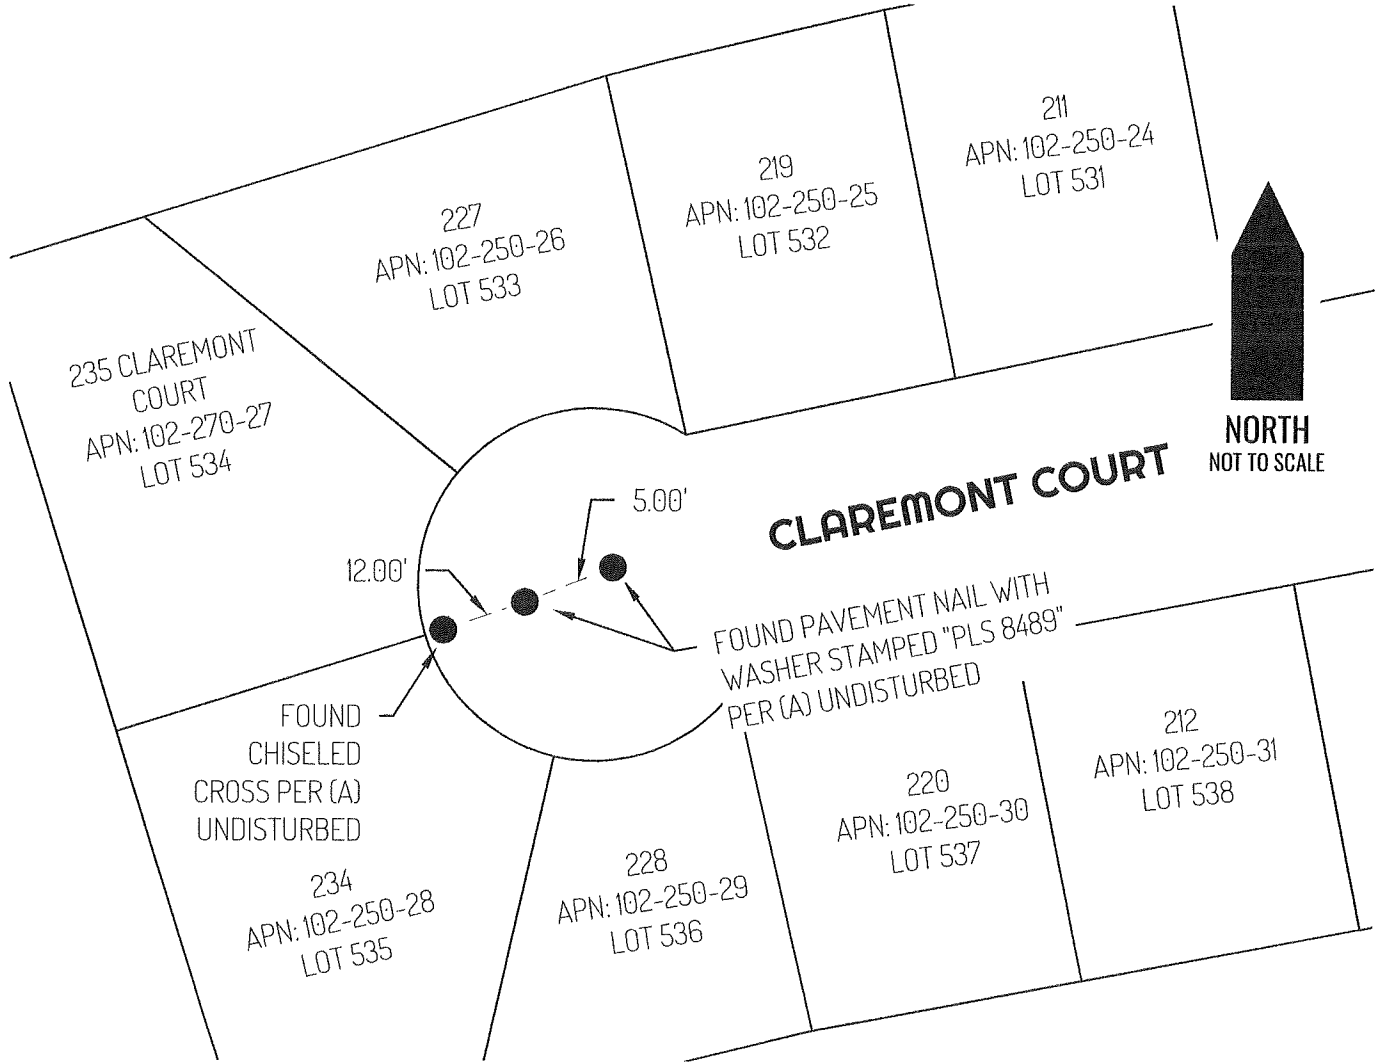 211
APN: 102-250-24
LOT 531
219
APN: 102-250-25
LOT 532
227
APN: 102-250-26
LOT 533
235 CLAREMONT
COURT
APN: 102-270-27
LOT 534
NORTH
NOT TO SCALE
CLAREMONT COURT
5.00'
12.00'
FOUND PAVEMENT NAIL WITH
WASHER STAMPED "PLS 8489"
PER (A) UNDISTURBED
FOUND
CHISELED
CROSS PER (A)
UNDISTURBED
234
APN: 102-250-28
LOT 535
228
APN: 102-250-29
LOT 536
220
APN: 102-250-30
LOT 537
212
APN: 102-250-31
LOT 538